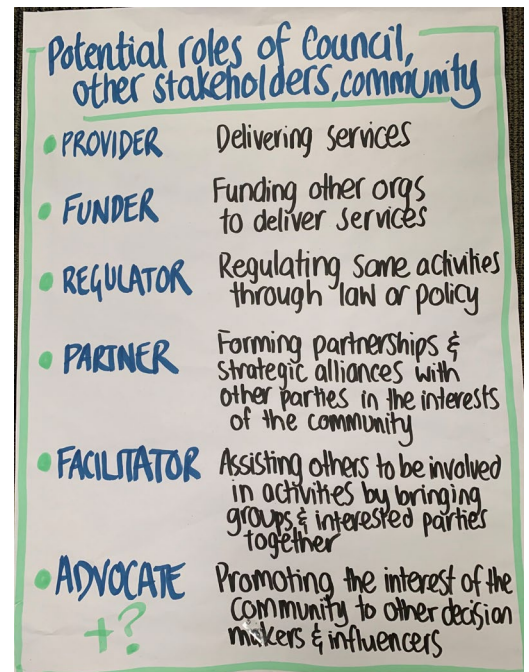 Potential roles of Council,
other stakeholders, community
PROVIDER Delivering services
FUNDER Funding other orgs
to deliver services
REGULATOR Regulating some activities
through law or policy
PARTNER Forming partnerships &
strategic alliances with
other parties in the interests
of the community
FACILITATOR Assisting others to be involved
in activities by bringing
groups & interested parties
together
ADVOCATE Promoting the interest of the
community to other decision
makers & influencers
+?